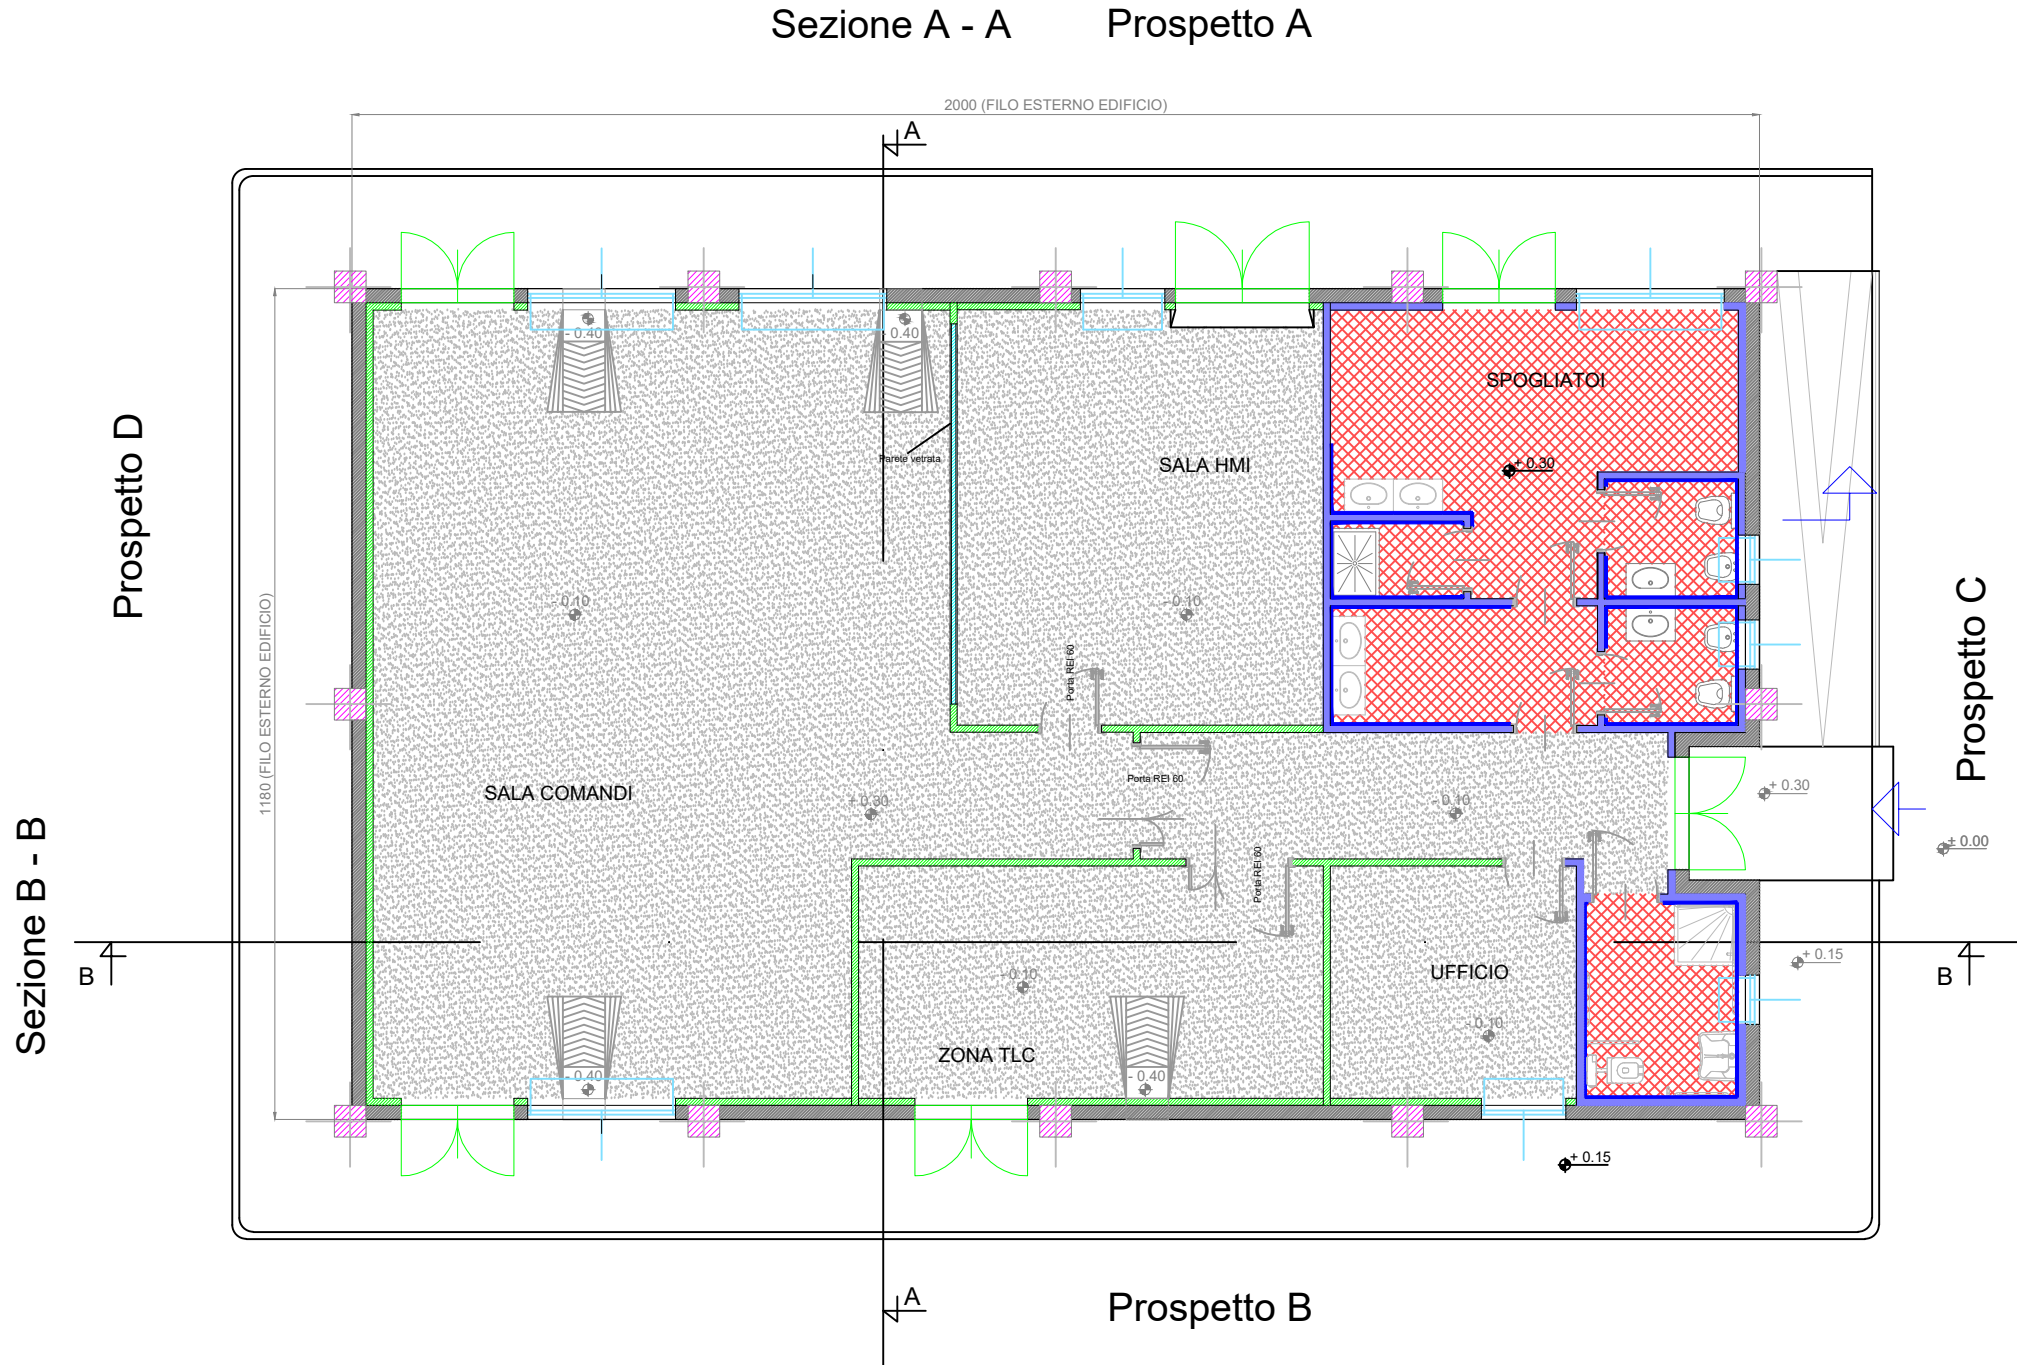 Sezione A - A
Prospetto A
2000 (FILO ESTERNO EDIFICIO)
A
- 0.40
- 0.40
SPOGLIATOI
Prospetto D
Parete vetrata
SALA HMI
+ 0.30
- 0.10
- 0.10
1180 (FILO ESTERNO EDIFICIO)
Porta REI 60
Prospetto C
Porta REI 60
SALA COMANDI
+ 0.30
- 0.10
+ 0.30
± 0.00
Porta REI 60
Sezione B - B
B
- 0.10
UFFICIO
+ 0.15
B
- 0.10
ZONA TLC
- 0.40
- 0.40
+ 0.15
A
Prospetto B